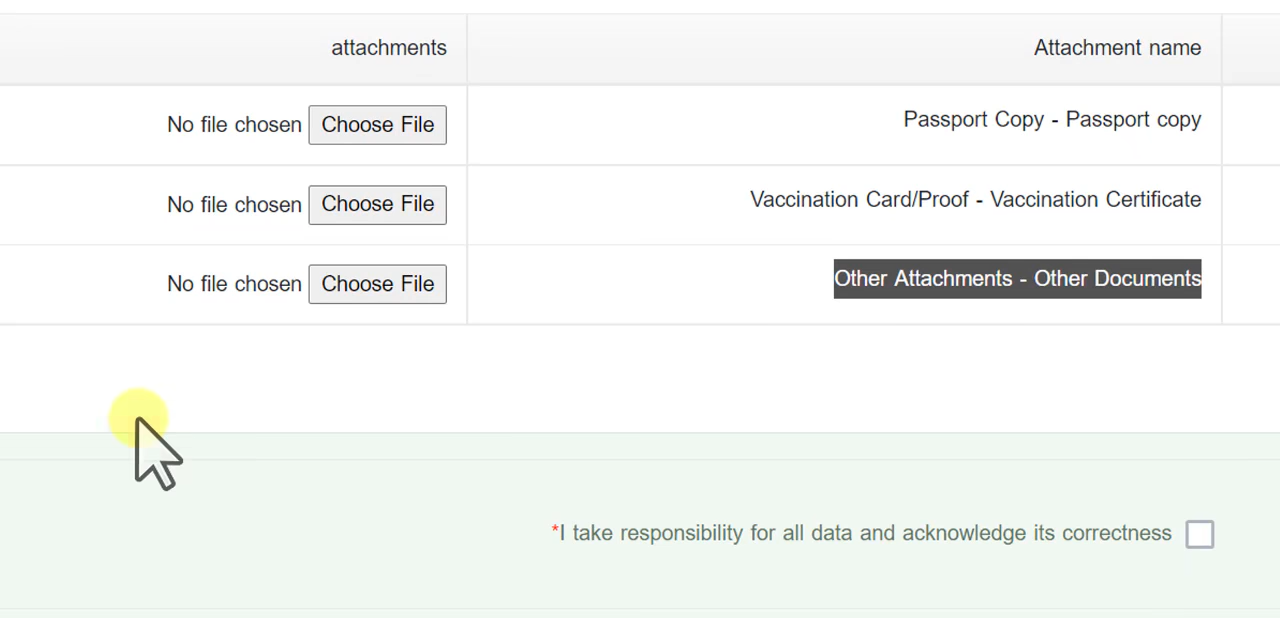 attachments
Attachment name
No file chosen Choose File
Passport Copy - Passport copy
No file chosen Choose File
Vaccination Card/Proof - Vaccination Certificate
No file chosen Choose File
Other Attachments - Other Documents
*I take responsibility for all data and acknowledge its correctness